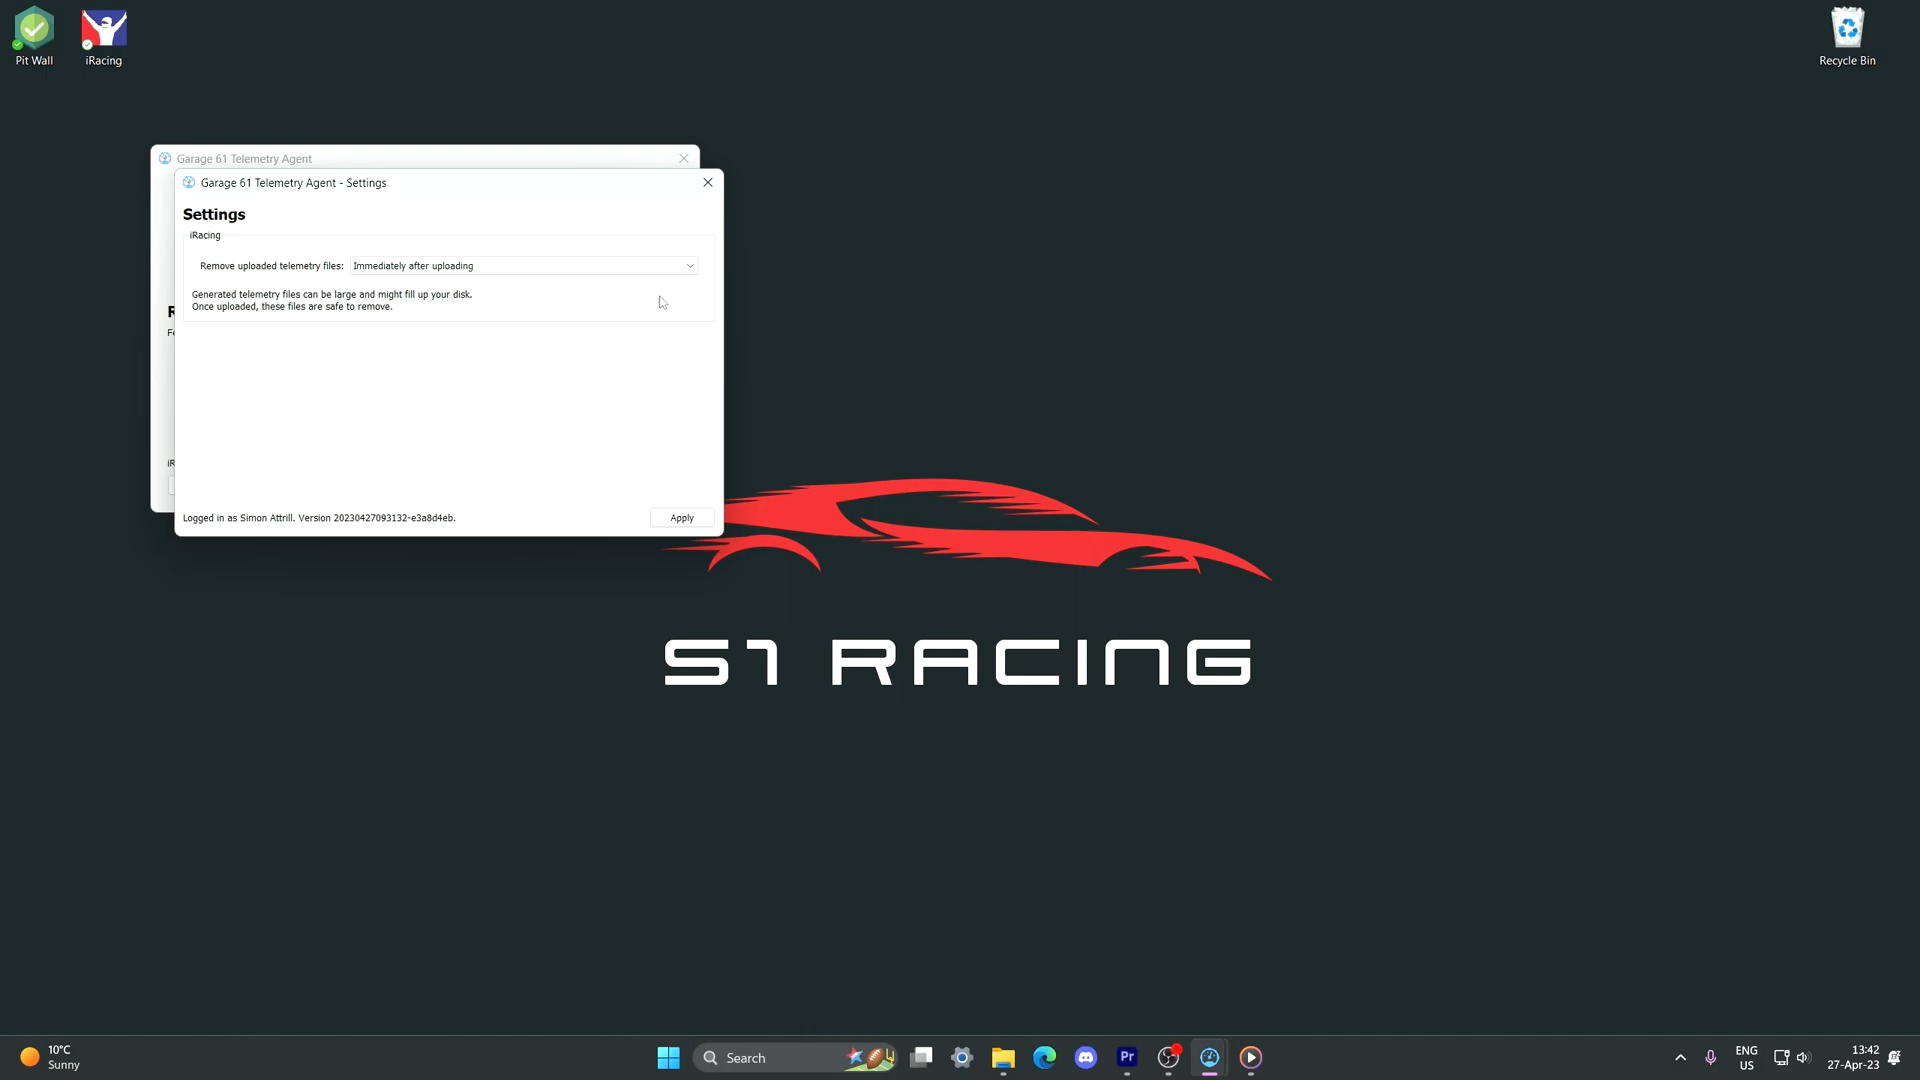 Pit Wall
iRacing
Recycle Bin
Garage 61 Telemetry Agent
Garage 61 Telemetry Agent - Settings
Settings
iRacing
Remove uploaded telemetry files:
Immediately after uploading
Generated telemetry files can be large and might fill up your disk.
Once uploaded, these files are safe to remove.
Logged in as Simon Attrill. Version 20230427093132-e3a8d4eb.
Apply
S1 RACING
10°C
Sunny
Search
Pr
ENG
US
13:42
27-Apr-23